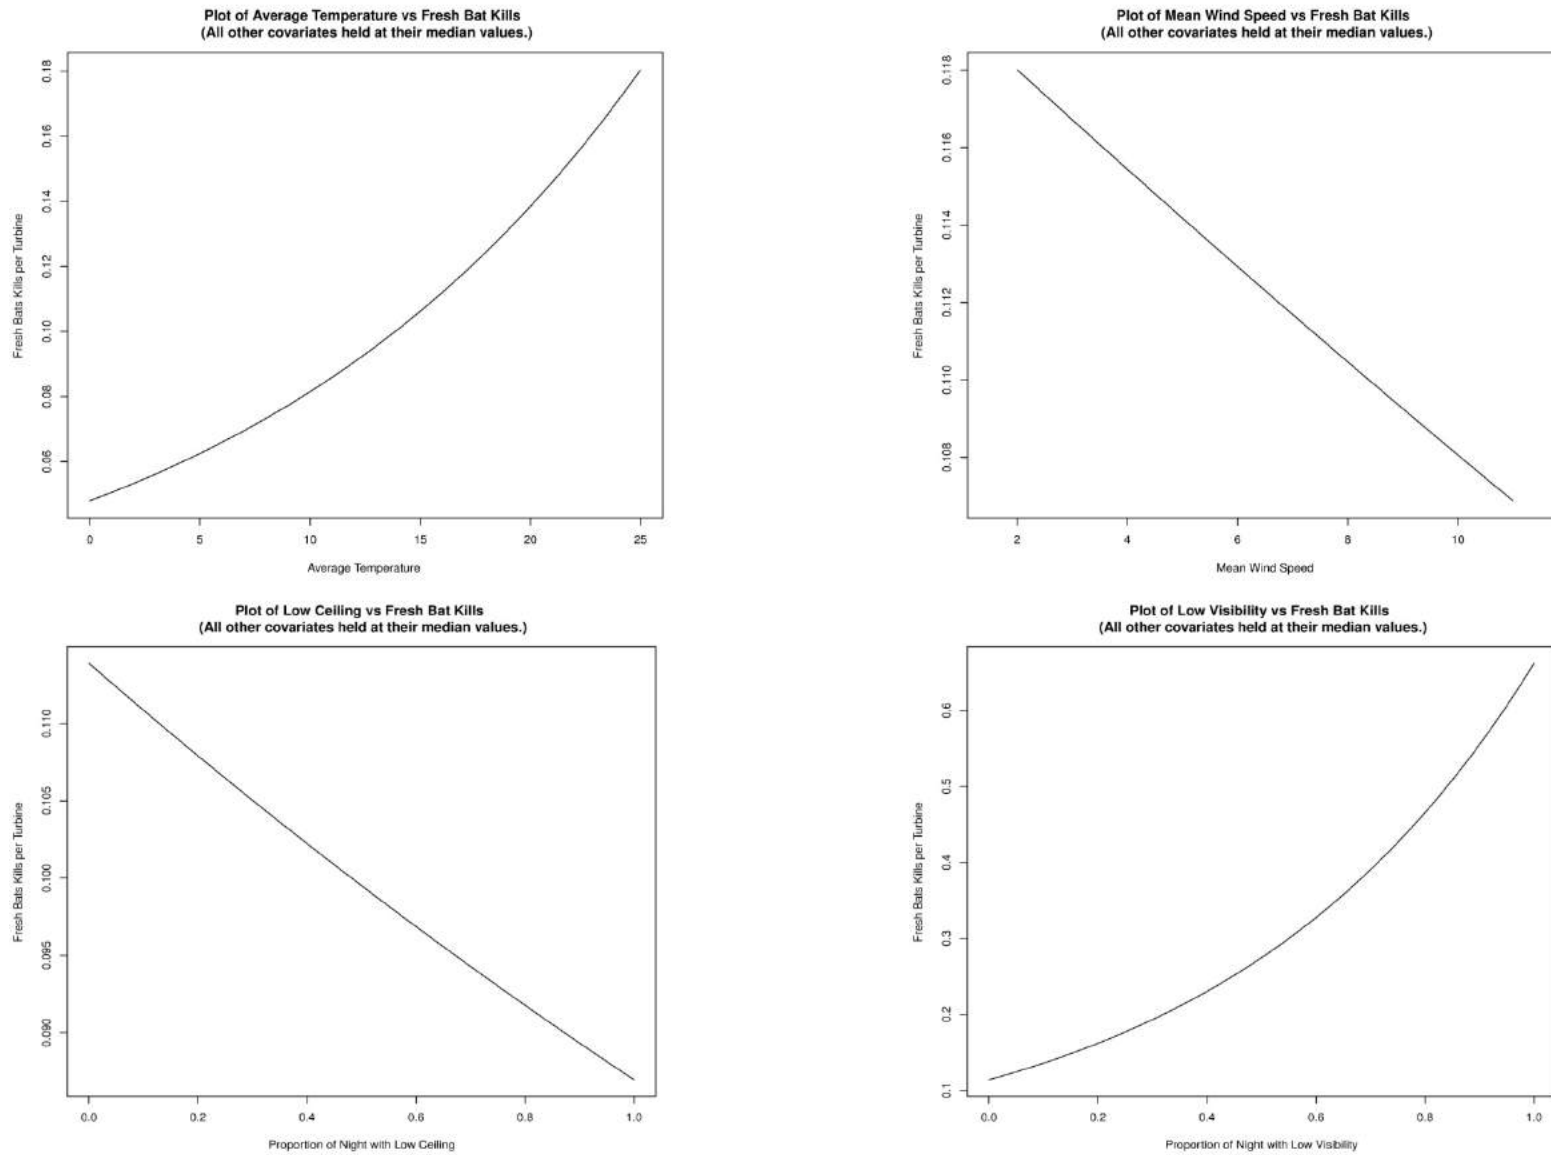 Plot of Average Temperature vs Fresh Bat Kills
(All other covariates held at their median values.)
0.18
0.16
0.14
0.12
0.10
0.08
0.06
Fresh Bats Kills per Turbine
0 5 10 15 20 25
Average Temperature
Plot of Mean Wind Speed vs Fresh Bat Kills
(All other covariates held at their median values.)
0.118
0.116
0.114
0.112
0.110
0.108
Fresh Bats Kills per Turbine
2 4 6 8 10
Mean Wind Speed
Plot of Low Ceiling vs Fresh Bat Kills
(All other covariates held at their median values.)
0.110
0.105
0.100
0.095
0.090
Fresh Bats Kills per Turbine
0.0 0.2 0.4 0.6 0.8 1.0
Proportion of Night with Low Ceiling
Plot of Low Visibility vs Fresh Bat Kills
(All other covariates held at their median values.)
0.6
0.5
0.4
0.3
0.2
0.1
Fresh Bats Kills per Turbine
0.0 0.2 0.4 0.6 0.8 1.0
Proportion of Night with Low Visibility